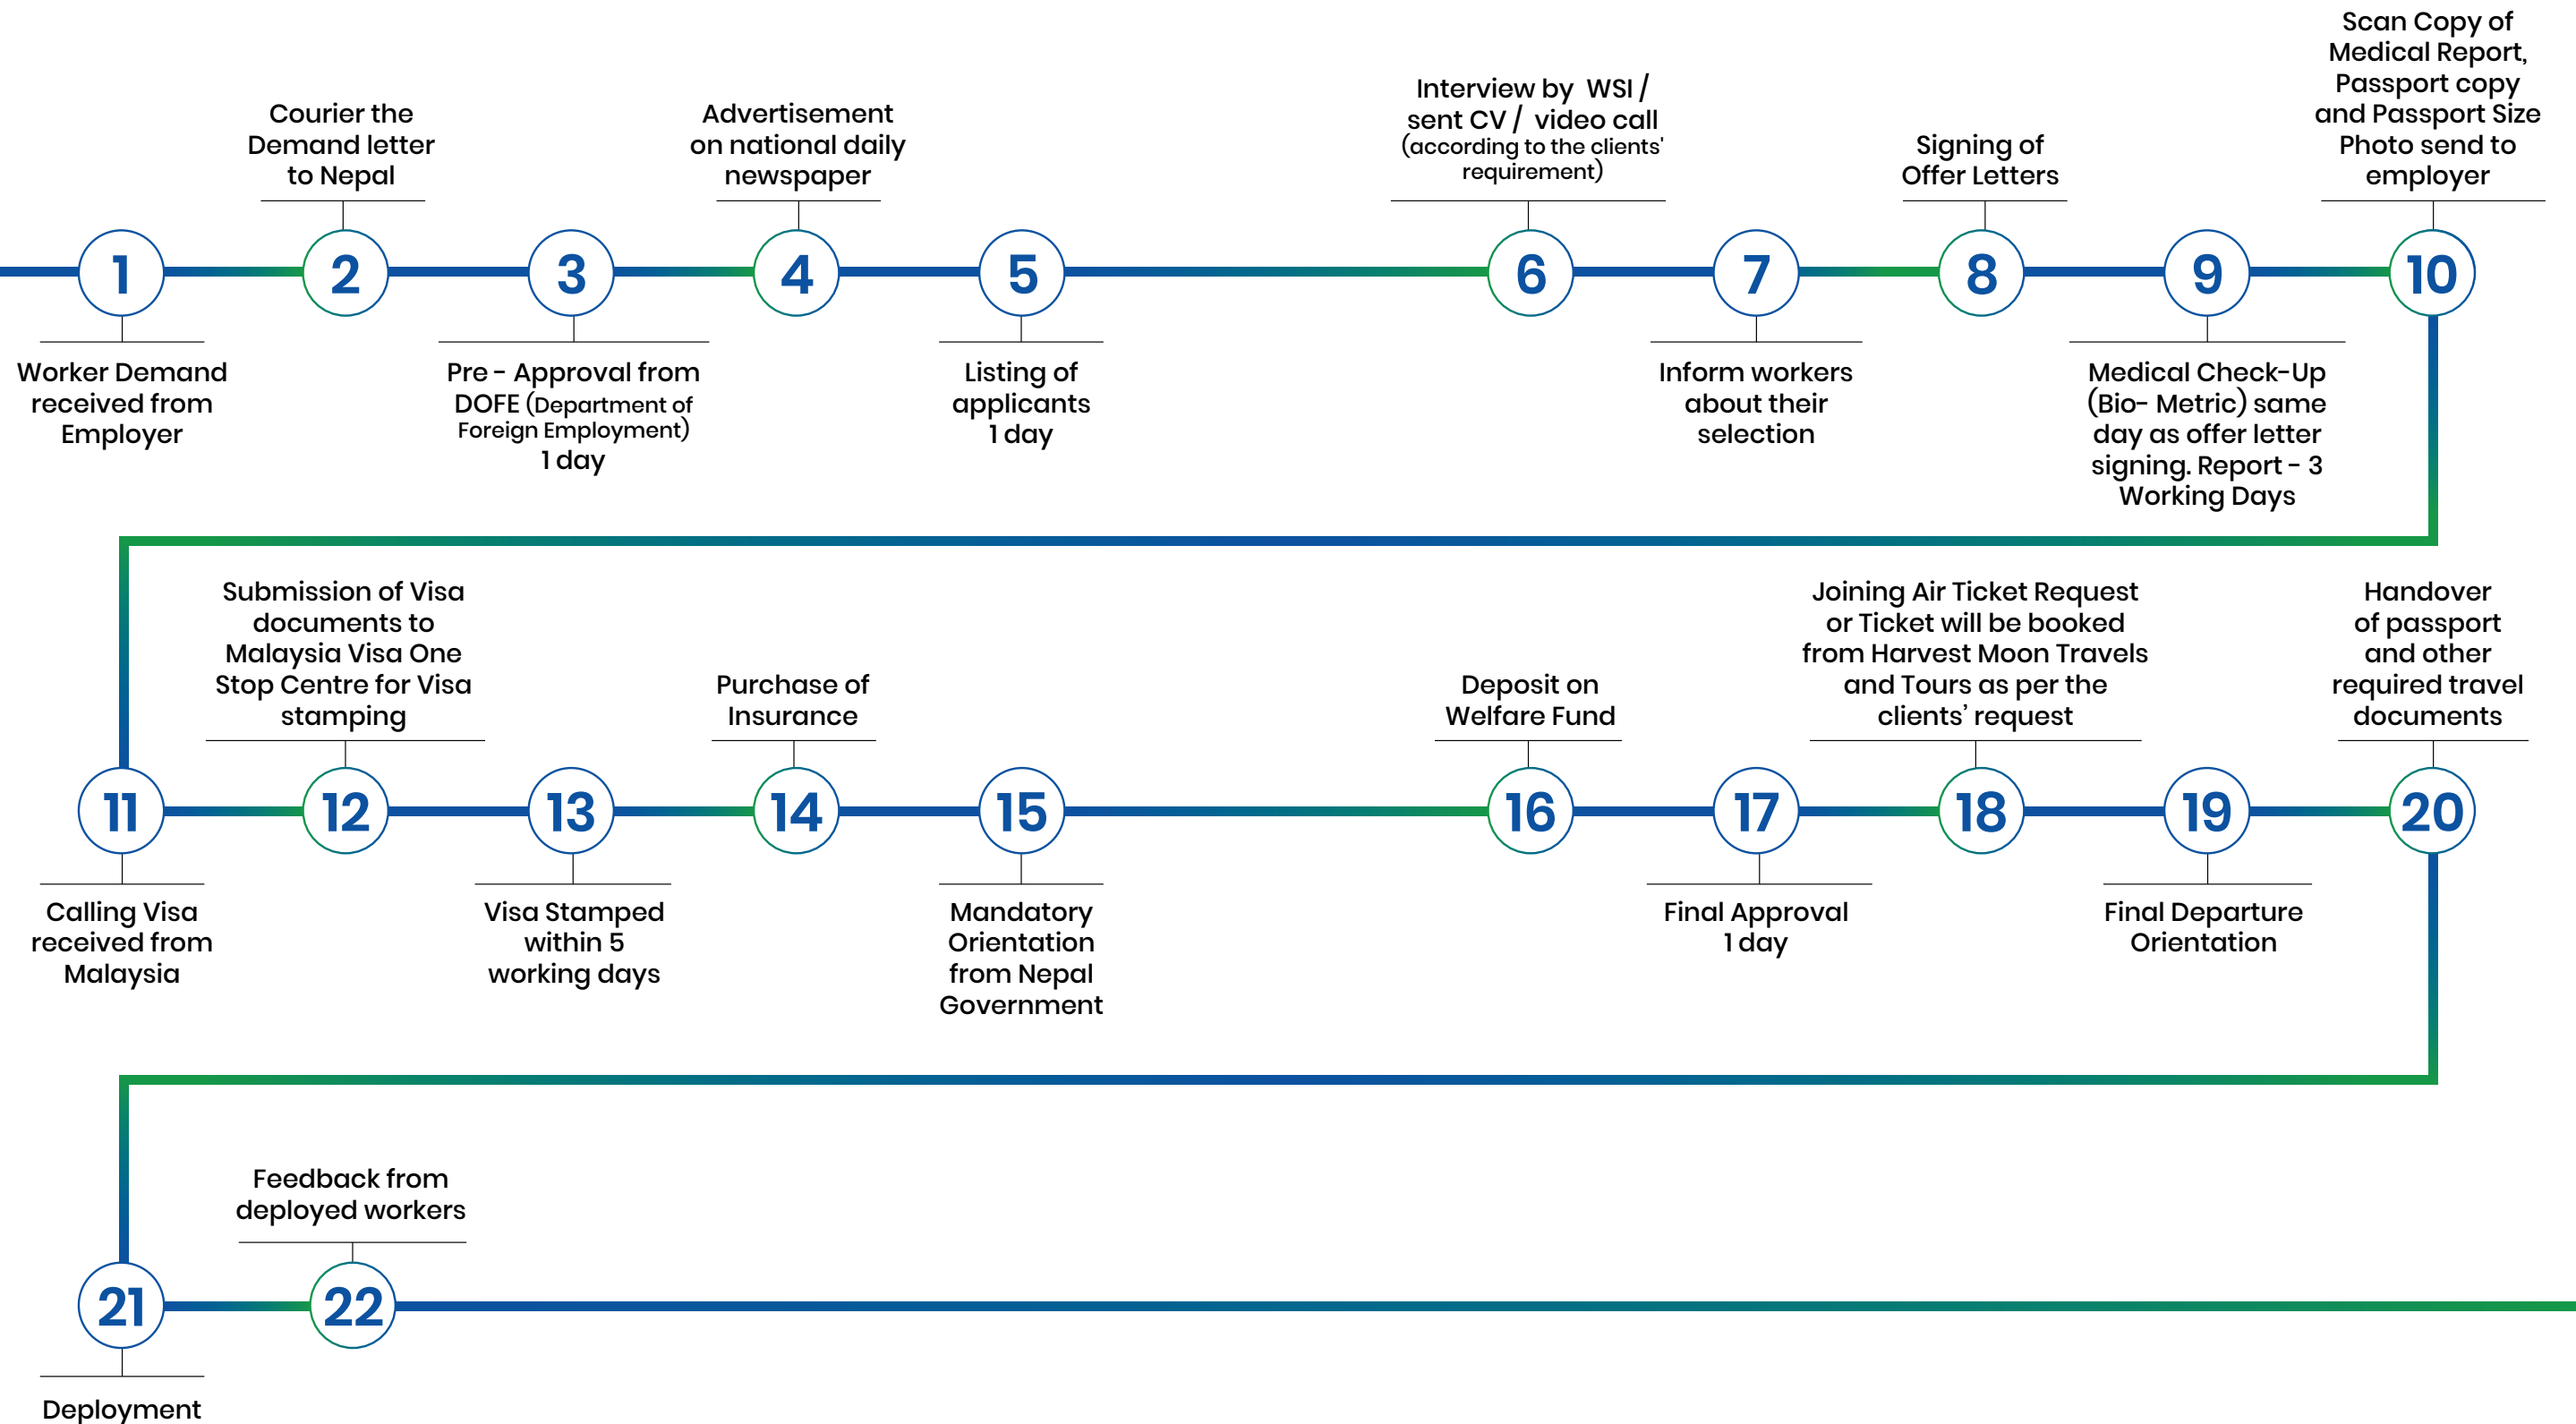 1
Worker Demand
received from
Employer
Courier the
Demand letter
to Nepal
2
3
Pre - Approval from
DOFE (Department of
Foreign Employment)
1 day
Advertisement
on national daily
newspaper
4
5
Listing of
applicants
1 day
Interview by WSI /
sent CV / video call
(according to the clients'
requirement)
6
7
Inform workers
about their
selection
Signing of
Offer Letters
8
9
Medical Check-Up
(Bio- Metric) same
day as offer letter
signing. Report - 3
Working Days
Scan Copy of
Medical Report,
Passport copy
and Passport Size
Photo send to
employer
10
11
Calling Visa
received from
Malaysia
Submission of Visa
documents to
Malaysia Visa One
Stop Centre for Visa
stamping
12
13
Visa Stamped
within 5
working days
Purchase of
Insurance
14
15
Mandatory
Orientation
from Nepal
Government
Deposit on
Welfare Fund
16
17
Final Approval
1 day
Joining Air Ticket Request
or Ticket will be booked
from Harvest Moon Travels
and Tours as per the
clients’ request
18
19
Final Departure
Orientation
Handover
of passport
and other
required travel
documents
20
21
Deployment
Feedback from
deployed workers
22